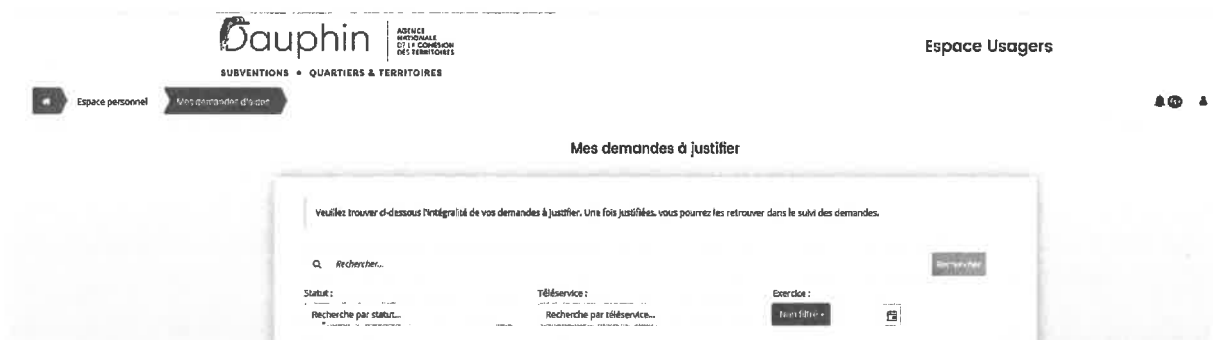 Dauphin
AGENCE
NATIONALE
DE LA COHÉSION
DES TERRITOIRES
Espace Usagers
SUBVENTIONS • QUARTIERS & TERRITOIRES
Espace personnel
Mes demandes d'aides
Mes demandes à justifier
Veuillez trouver ci-dessous l'intégralité de vos demandes à justifier. Une fois justifiées, vous pourrez les retrouver dans le suivi des demandes.
Rechercher...
Rechercher
Statut :
Téléservice :
Exercice :
Recherche par statut...
Recherche par téléservice...
Non filtré